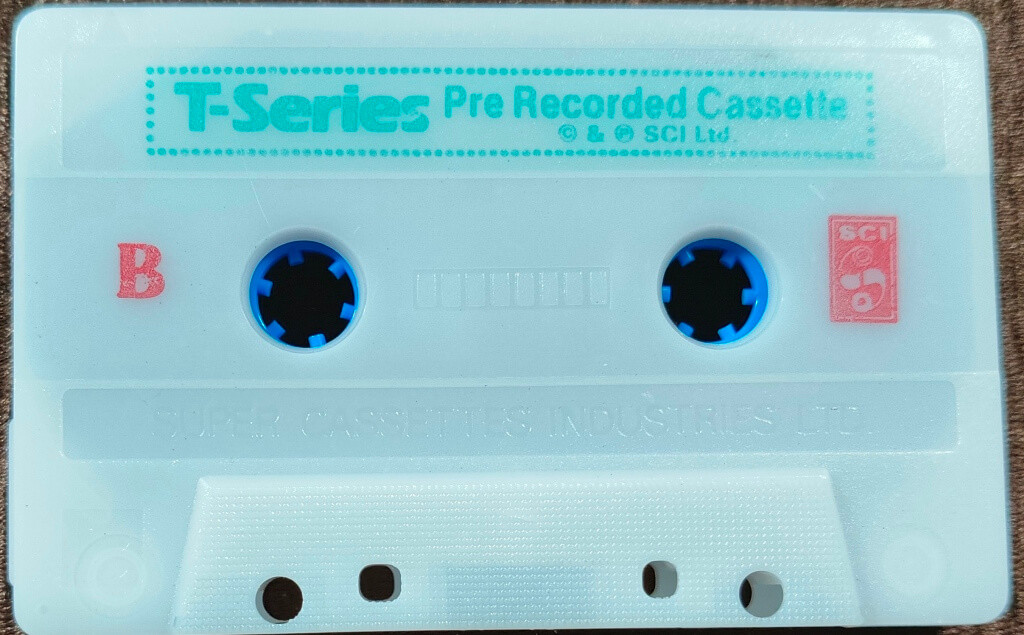 T-Series Pre Recorded Cassette
© & ℗ SCI Ltd.
B
SCI
SUPER CASSETTES INDUSTRIES LTD.